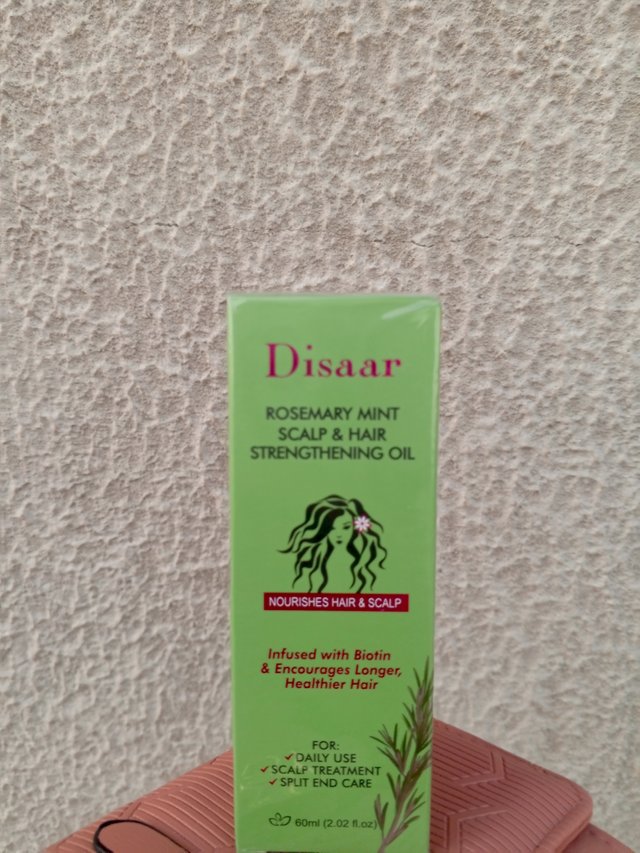 Disaar
ROSEMARY MINT
SCALP & HAIR
STRENGTHENING OIL
NOURISHES HAIR & SCALP
Infused with Biotin
& Encourages Longer,
Healthier Hair
FOR:
✓DAILY USE
✓SCALP TREATMENT
✓SPLIT END CARE
60ml (2.02 fl.oz)